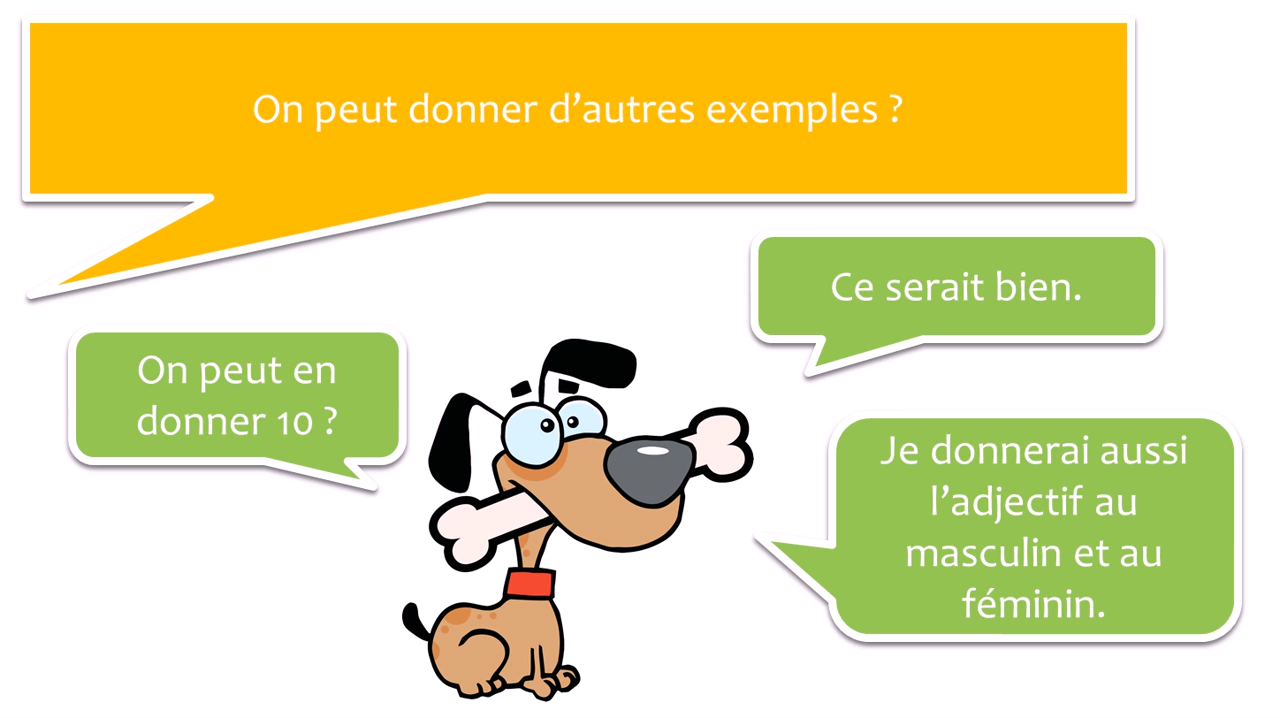 On peut donner d’autres exemples ?
Ce serait bien.
On peut en
donner 10 ?
Je donnerai aussi
l’adjectif au
masculin et au
féminin.